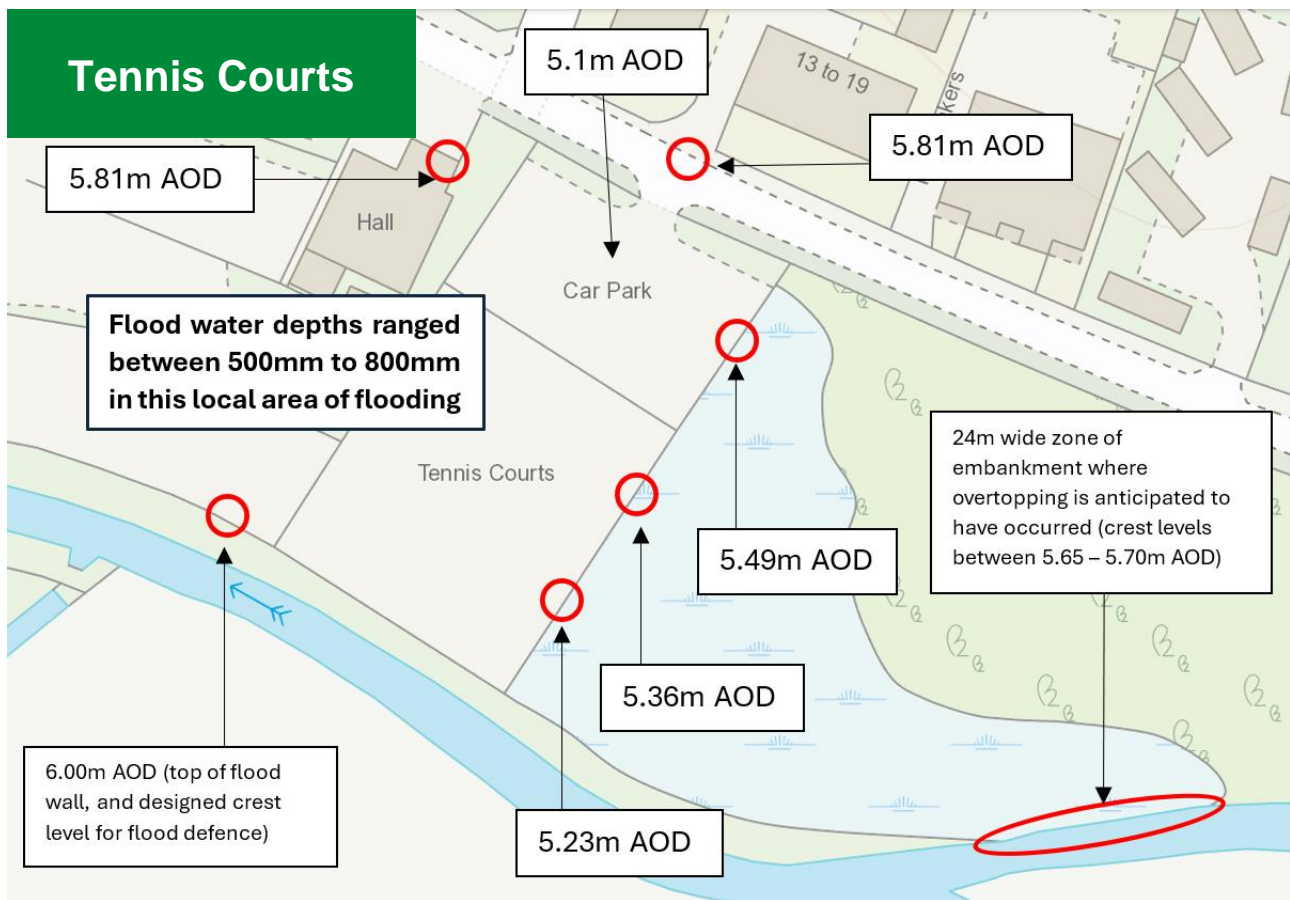 Tennis Courts
5.1m AOD
13 to 19
5.81m AOD
5.81m AOD
Hall
Car Park
Flood water depths ranged
between 500mm to 800mm
in this local area of flooding
Tennis Courts
24m wide zone of
embankment where
overtopping is anticipated to
have occurred (crest levels
between 5.65 – 5.70m AOD)
5.49m AOD
5.36m AOD
6.00m AOD (top of flood
wall, and designed crest
level for flood defence)
5.23m AOD